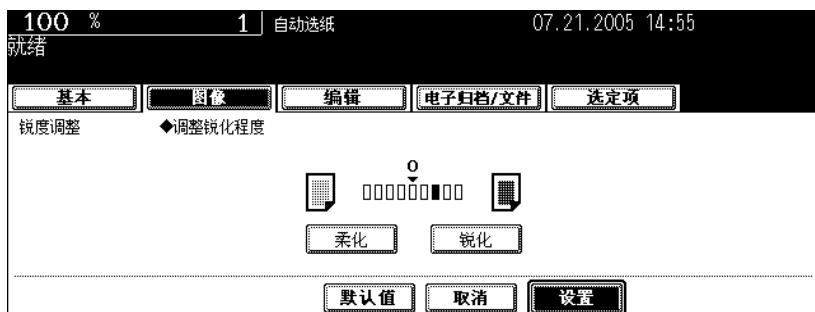 100 % 1 自动选纸 07.21.2005 14:55
就绪
基本 图像 编辑 电子归档/文件 选定项
锐度调整 ◆调整锐化程度
0
柔化 锐化
默认值 取消 设置